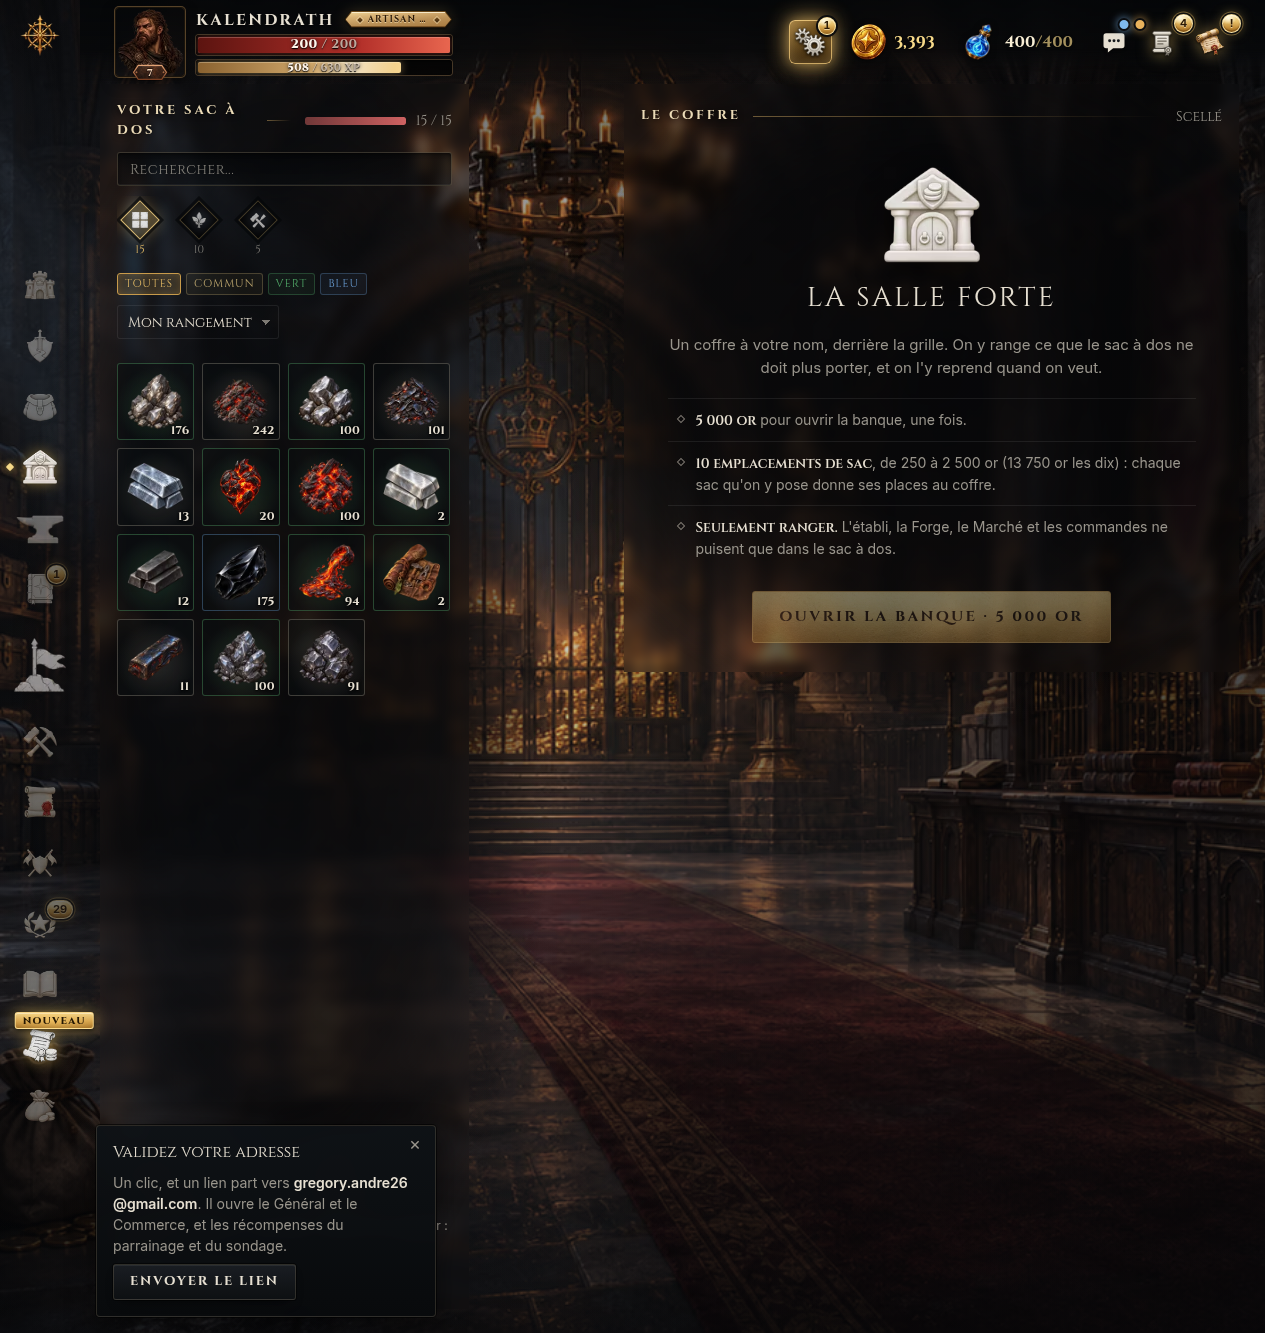 KALENDRATH
ARTISAN ...
200 / 200
508 / 630 XP
7
1
3,393
400/400
4
!
VOTRE SAC À
DOS
15 / 15
Rechercher...
15
10
5
TOUTES
COMMUN
VERT
BLEU
Mon rangement
176
242
100
101
13
20
100
2
12
175
94
2
11
100
91
1
29
NOUVEAU
LE COFFRE
Scellé
LA SALLE FORTE
Un coffre à votre nom, derrière la grille. On y range ce que le sac à dos ne
doit plus porter, et on l'y reprend quand on veut.
5 000 or pour ouvrir la banque, une fois.
10 emplacements de sac, de 250 à 2 500 or (13 750 or les dix) : chaque
sac qu'on y pose donne ses places au coffre.
Seulement ranger. L'établi, la Forge, le Marché et les commandes ne
puisent que dans le sac à dos.
OUVRIR LA BANQUE · 5 000 OR
Validez votre adresse
×
Un clic, et un lien part vers gregory.andre26
@gmail.com. Il ouvre le Général et le
Commerce, et les récompenses du
parrainage et du sondage.
r :
ENVOYER LE LIEN